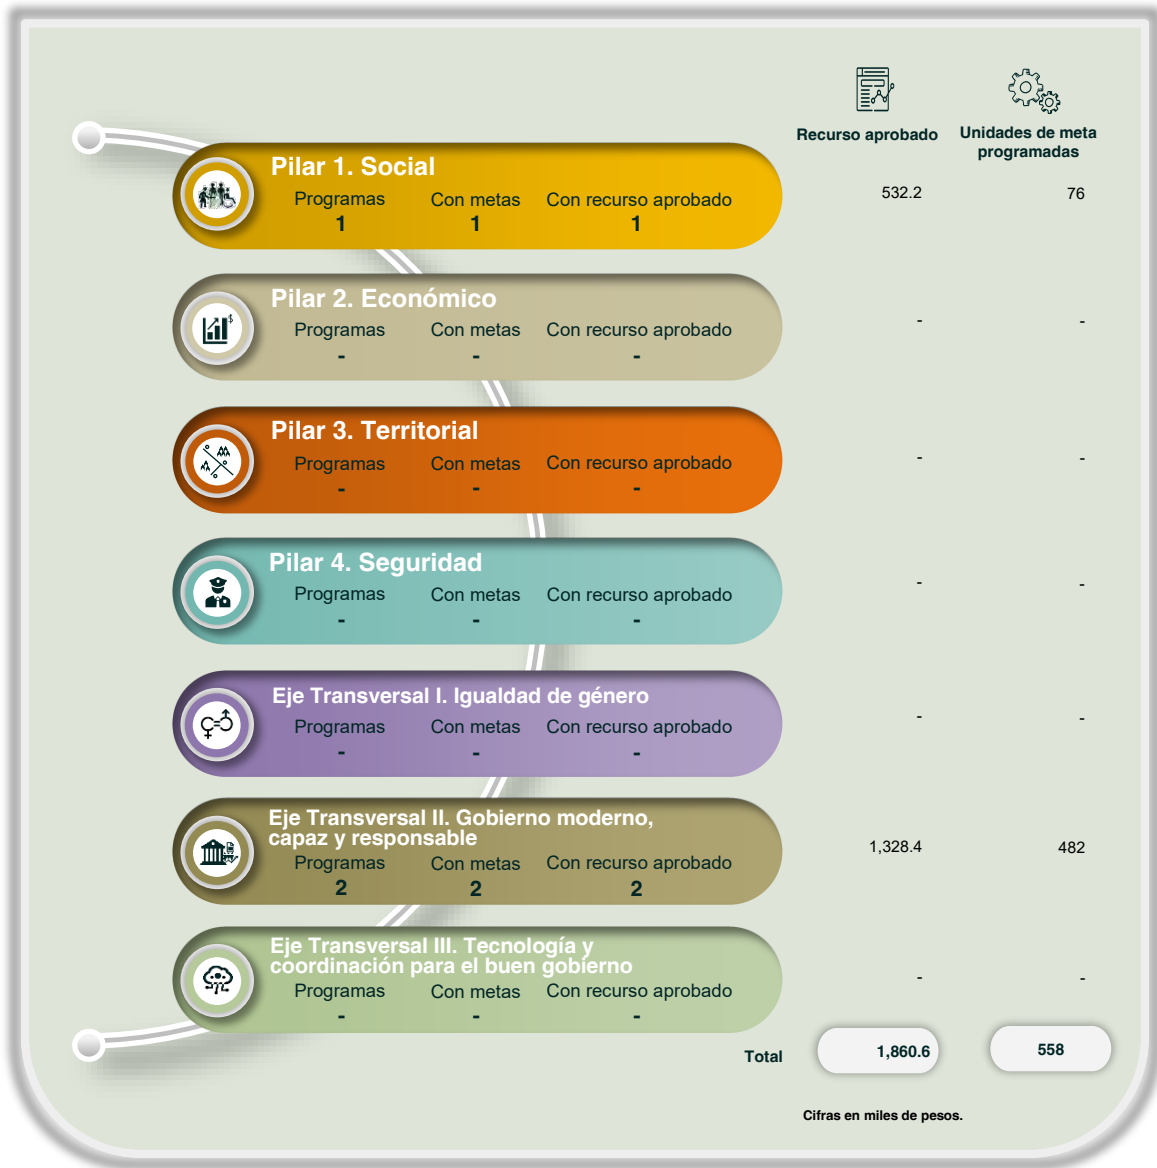 Recurso aprobado
Unidades de meta
programadas
Pilar 1. Social
Programas Con metas Con recurso aprobado
1 1 1
532.2 76
Pilar 2. Económico
Programas Con metas Con recurso aprobado
- - -
- -
Pilar 3. Territorial
Programas Con metas Con recurso aprobado
- - -
- -
Pilar 4. Seguridad
Programas Con metas Con recurso aprobado
- - -
- -
Eje Transversal I. Igualdad de género
Programas Con metas Con recurso aprobado
- - -
- -
Eje Transversal II. Gobierno moderno,
capaz y responsable
Programas Con metas Con recurso aprobado
2 2 2
1,328.4 482
Eje Transversal III. Tecnología y
coordinación para el buen gobierno
Programas Con metas Con recurso aprobado
- - -
- -
Total 1,860.6 558
Cifras en miles de pesos.